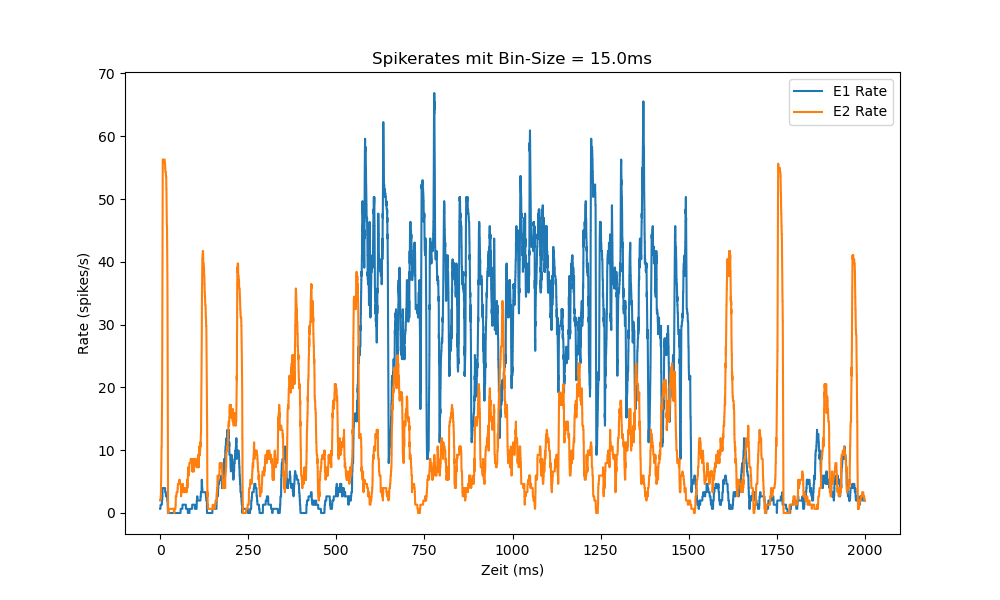 Spikerates mit Bin-Size = 15.0ms
E1 Rate
E2 Rate
Rate (spikes/s)
70
60
50
40
30
20
10
0
0 250 500 750 1000 1250 1500 1750 2000
Zeit (ms)